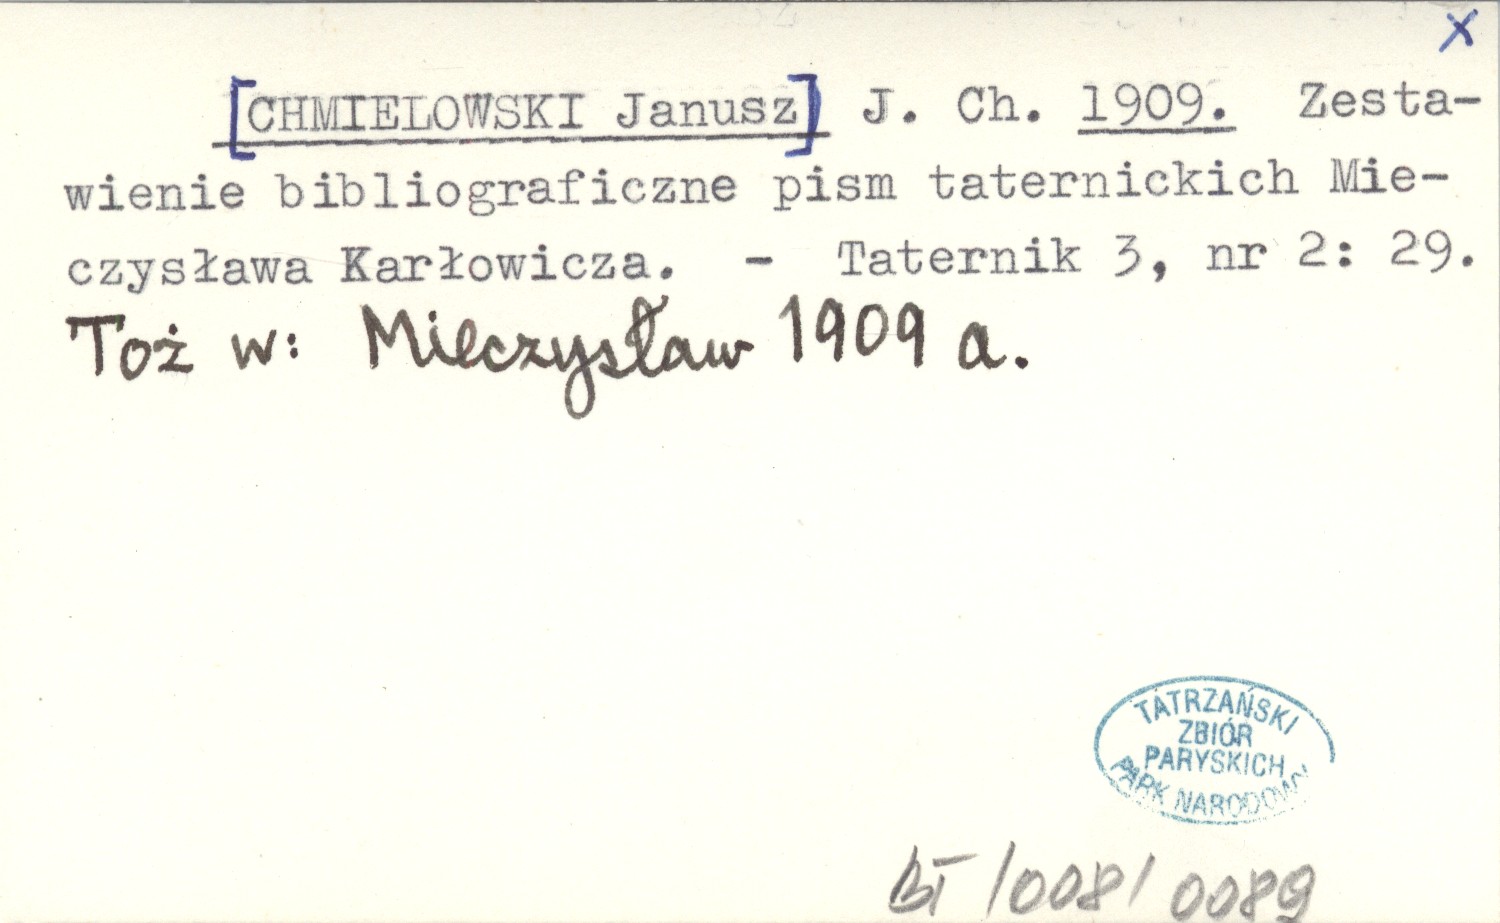 x
[CHMIELOWSKI Janusz] J. Ch. 1909. Zesta-
wienie bibliograficzne pism taternickich Mie-
czysława Karłowicza. - Taternik 3, nr 2: 29.
Toż w: Mieczysław 1909 a.
TATRZAŃSKI
ZBIÓR
PARYSKICH
PARK NARODOWY
BT/008/0089